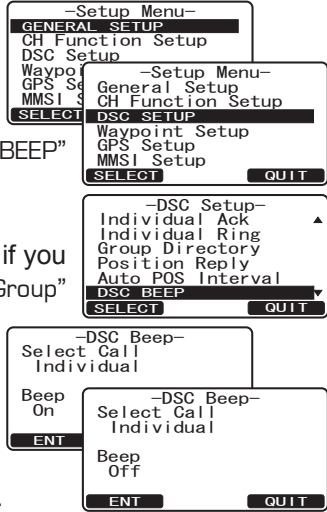 -Setup Menu-
GENERAL SETUP
CH Function Setup
DSC Setup
Waypoi
GPS Se
MMSI S
SELECT
-Setup Menu-
General Setup
CH Function Setup
DSC SETUP
Waypoint Setup
GPS Setup
MMSI Setup
SELECT QUIT
BEEP”
-DSC Setup-
Individual Ack
Individual Ring
Group Directory
Position Reply
Auto POS Interval
DSC BEEP
SELECT QUIT
if you
Group”
-DSC Beep-
Select Call
Individual
Beep
On
ENT
-DSC Beep-
Select Call
Individual
Beep
Off
ENT QUIT
.